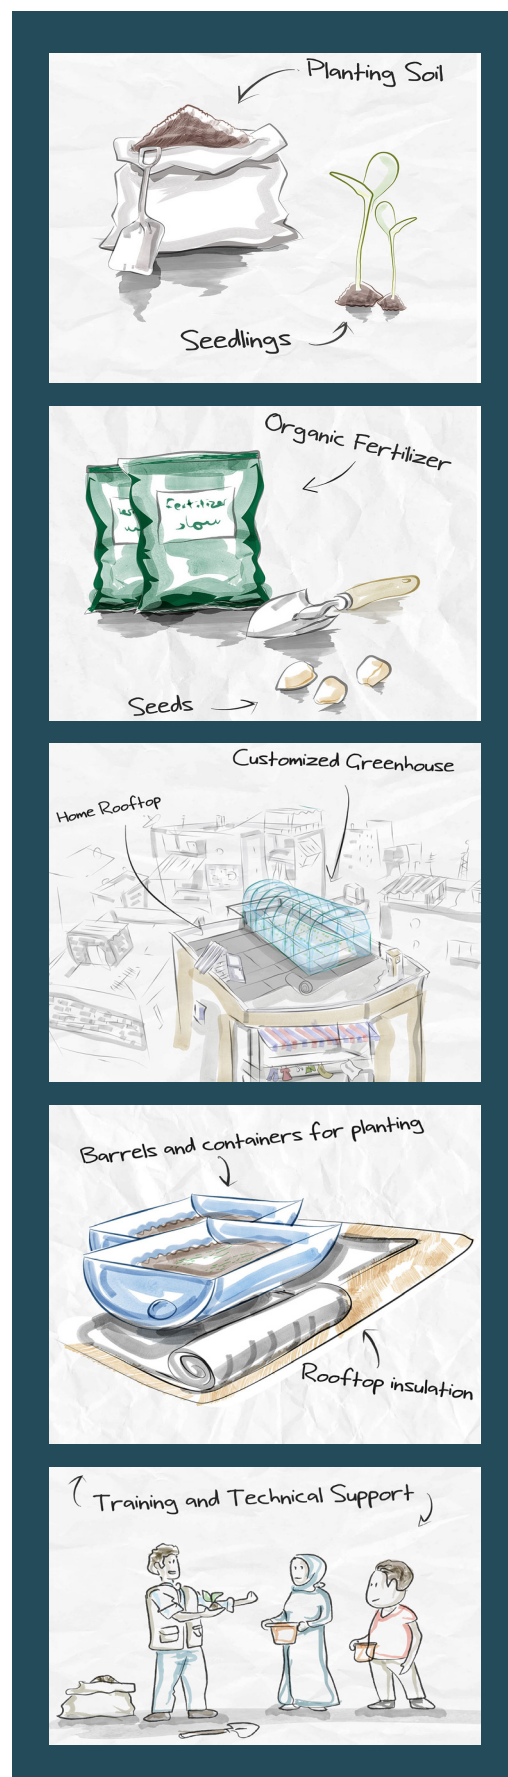 Planting Soil
Seedlings
Organic Fertilizer
Fertilizer
Seeds
Customized Greenhouse
Home Rooftop
Barrels and containers for planting
Rooftop insulation
Training and Technical Support